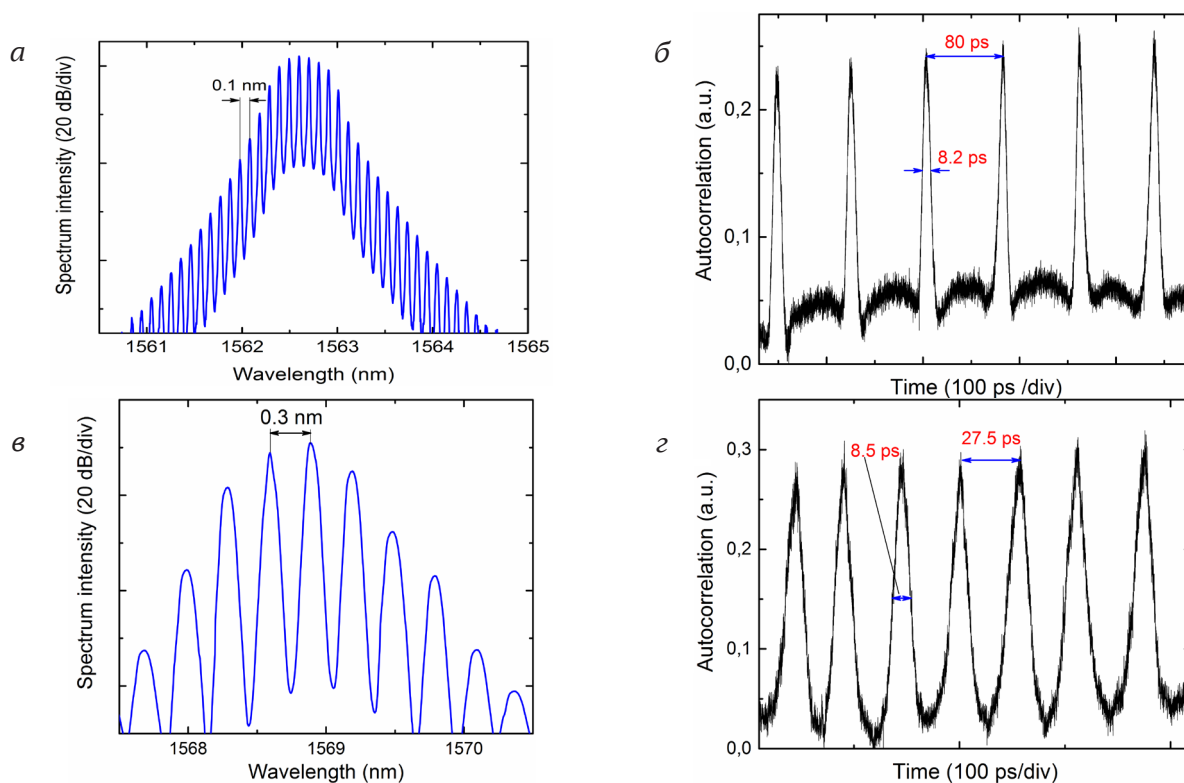 а
Spectrum intensity (20 dB/div)
0.1 nm
1561 1562 1563 1564 1565
Wavelength (nm)
б
Autocorrelation (a.u.)
0,2
0,1
0,0
80 ps
8.2 ps
Time (100 ps /div)
в
Spectrum intensity (20 dB/div)
0.3 nm
1568 1569 1570
Wavelength (nm)
г
Autocorrelation (a.u.)
0,3
0,2
0,1
0,0
8.5 ps
27.5 ps
Time (100 ps/div)